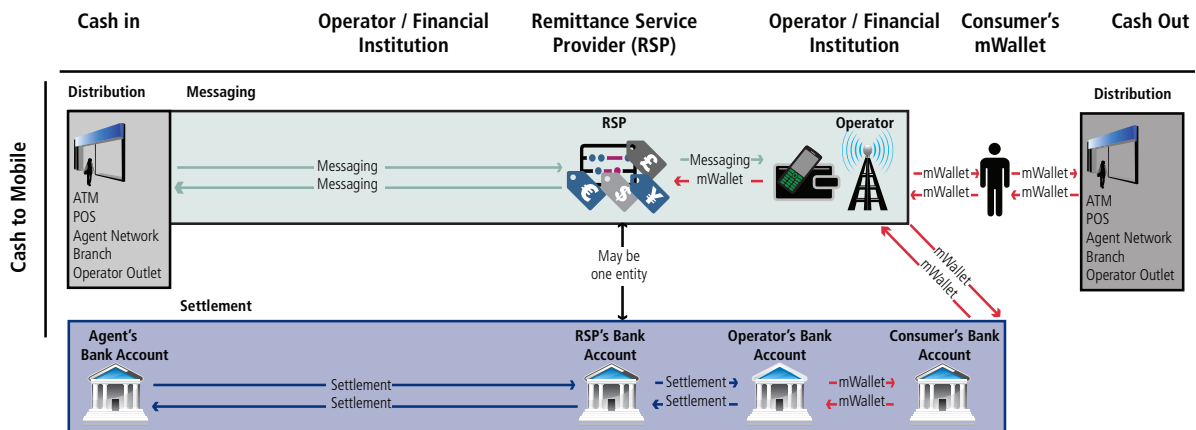 Cash in
Operator / Financial
Institution
Remittance Service
Provider (RSP)
Operator / Financial
Institution
Consumer's
mWallet
Cash Out
Cash to Mobile
Distribution
Messaging
Distribution
RSP
Operator
Messaging
Messaging
Messaging
mWallet
mWallet
mWallet
mWallet
mWallet
£
€
$
¥
ATM
POS
Agent Network
Branch
Operator Outlet
ATM
POS
Agent Network
Branch
Operator Outlet
May be
one entity
mWallet
mWallet
Settlement
Agent's
Bank Account
RSP's Bank
Account
Operator's Bank
Account
Consumer's Bank
Account
Settlement
Settlement
Settlement
Settlement
mWallet
mWallet